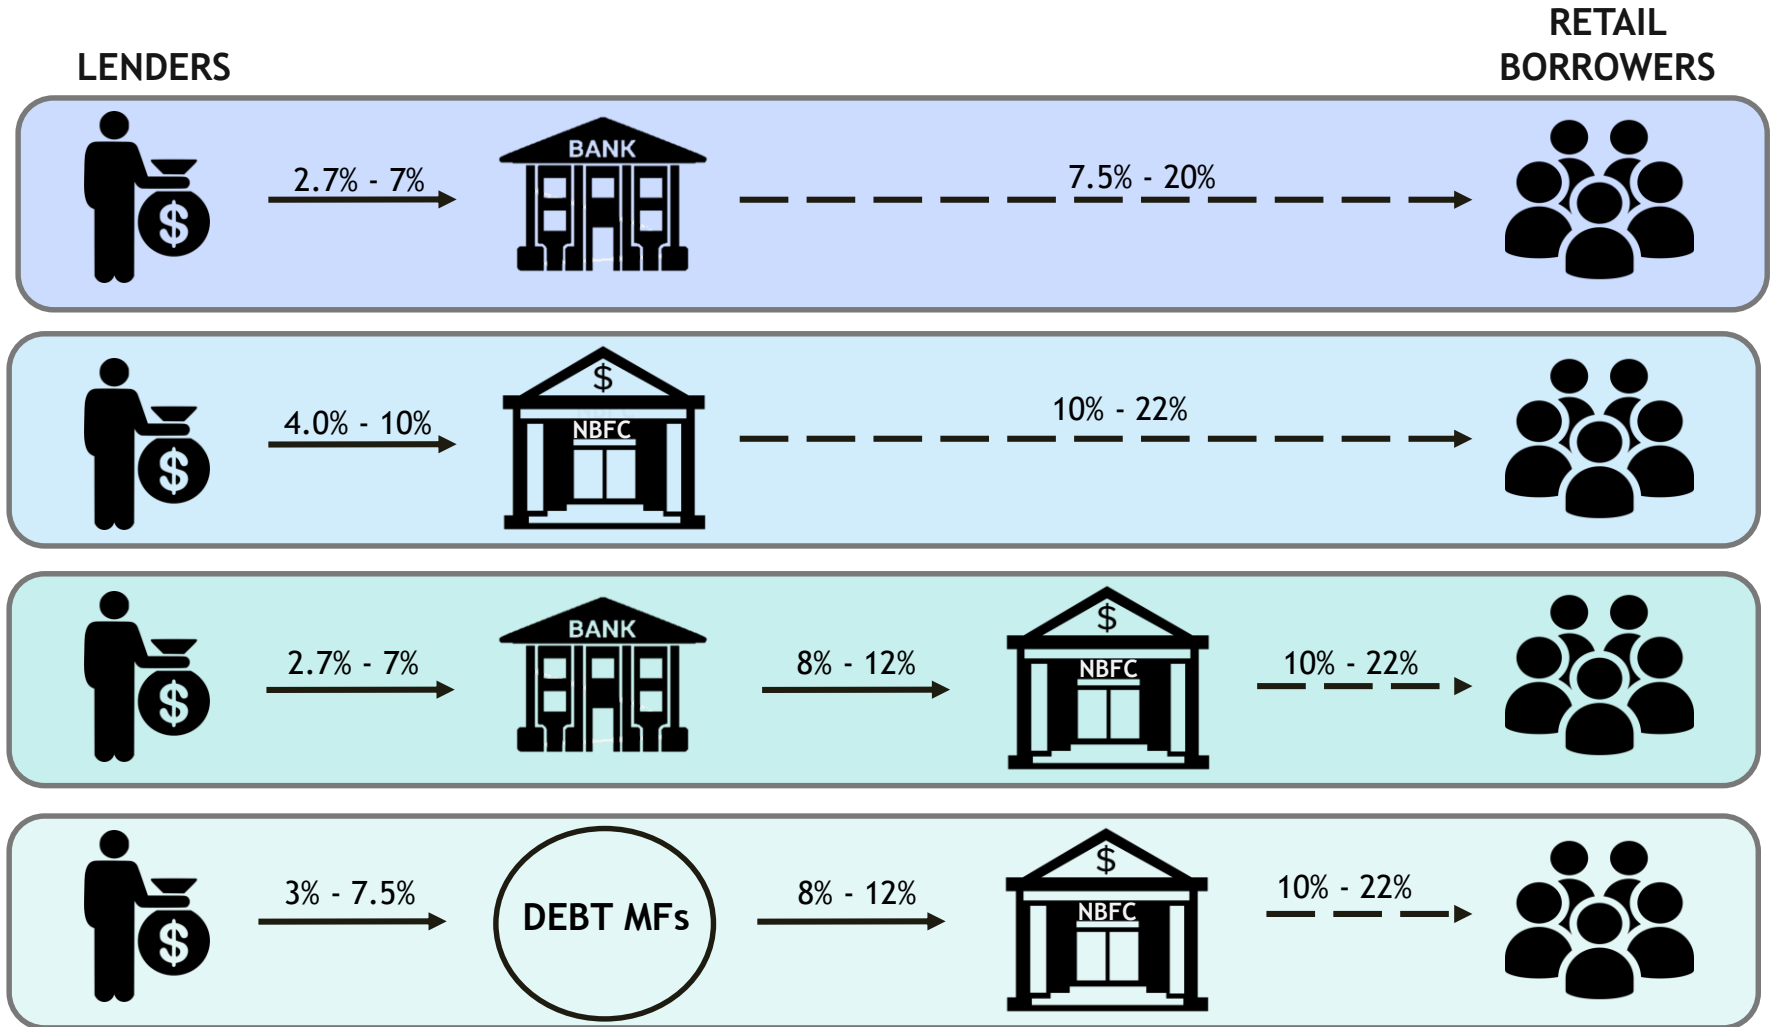 LENDERS
RETAIL
BORROWERS
BANK
2.7% - 7%
7.5% - 20%
$
$
4.0% - 10%
NBFC
10% - 22%
$
BANK
$
2.7% - 7%
8% - 12%
NBFC
10% - 22%
$
$
3% - 7.5%
DEBT MFs
8% - 12%
NBFC
10% - 22%
$